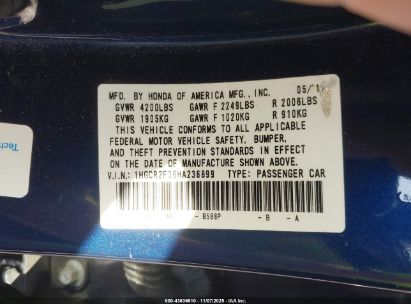 MFD. BY HONDA OF AMERICA MFG., INC. 05/1
GVWR 4200LBS GAWR F 2249LBS R 2006LBS
GVWR 1905KG GAWR F 1020KG R 910KG
THIS VEHICLE CONFORMS TO ALL APPLICABLE
FEDERAL MOTOR VEHICLE SAFETY, BUMPER,
AND THEFT PREVENTION STANDARDS IN EFFECT
ON THE DATE OF MANUFACTURE SHOWN ABOVE.
V.I.N.: TYPE: PASSENGER CAR
B588P - B - A
Tech